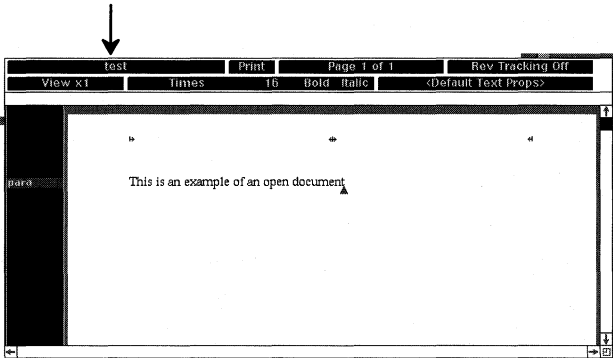 test Print Page 1 of 1 Rev Tracking Off
View x1 Times 16 Bold Italic <Default Text Props>
para This is an example of an open document